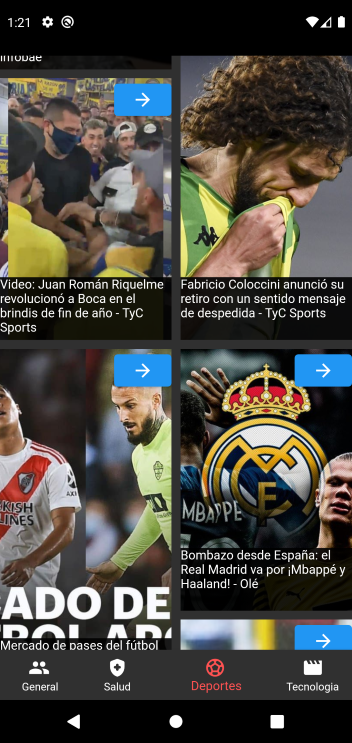 1:21
infobae
Video: Juan Román Riquelme
revolucionó a Boca en el
brindis de fin de año - TyC
Sports
Fabricio Coloccini anunció su
retiro con un sentido mensaje
de despedida - TyC Sports
MBAPPE
Bombazo desde España: el
Real Madrid va por ¡Mbappé y
Haaland! - Olé
KISH
INES
AXI
CADO DE
Mercado de pases del fútbol
General
Salud
Deportes
Tecnologia